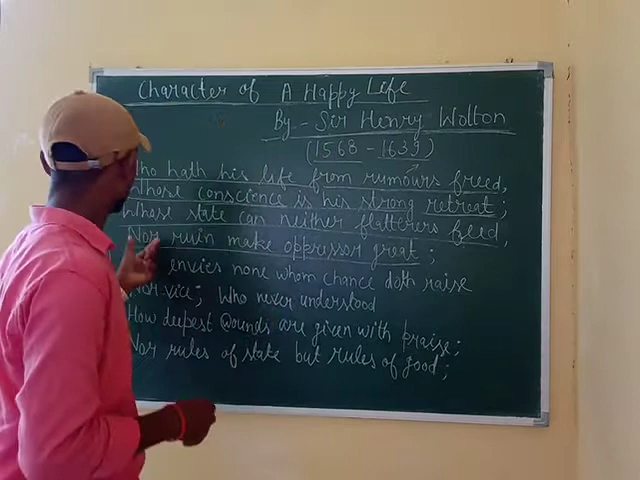 Character of A Happy Life
By:- Sir Henry Wolton
(1568 - 1639)
Who hath his life from rumours freed,
Whose conscience is his strong retreat;
Whose state can neither flatterers feed,
Nor ruin make oppressor great;
envies none whom chance doth raise
Nor vice; Who never understood
How deepest wounds are given with praise;
Nor rules of state but rules of good;